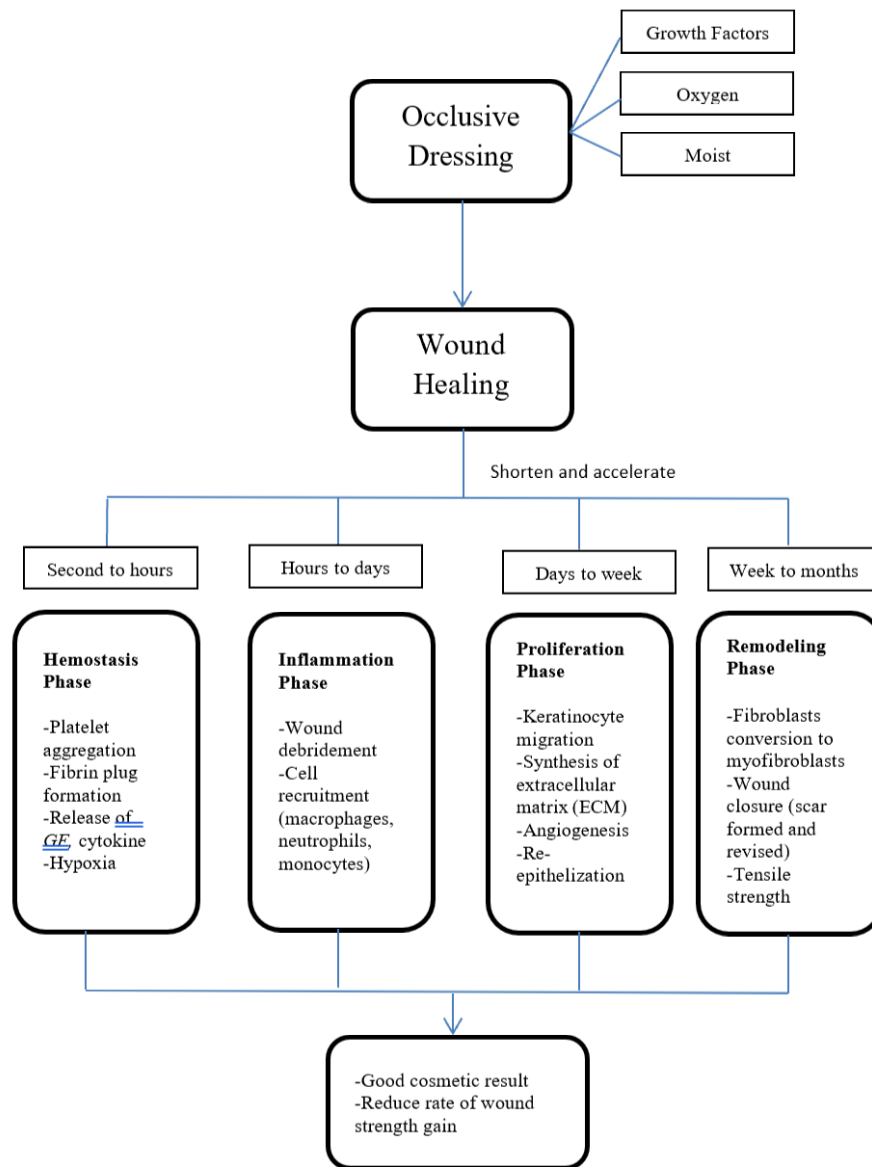 Growth Factors
Occlusive
Dressing
Oxygen
Moist
Wound
Healing
Shorten and accelerate
Second to hours
Hours to days
Days to week
Week to months
Hemostasis
Phase
-Platelet
aggregation
-Fibrin plug
formation
-Release of
GF, cytokine
-Hypoxia
Inflammation
Phase
-Wound
debridement
-Cell
recruitment
(macrophages,
neutrophils,
monocytes)
Proliferation
Phase
-Keratinocyte
migration
-Synthesis of
extracellular
matrix (ECM)
-Angiogenesis
-Re-
epithelization
Remodeling
Phase
-Fibroblasts
conversion to
myofibroblasts
-Wound
closure (scar
formed and
revised)
-Tensile
strength
-Good cosmetic result
-Reduce rate of wound
strength gain